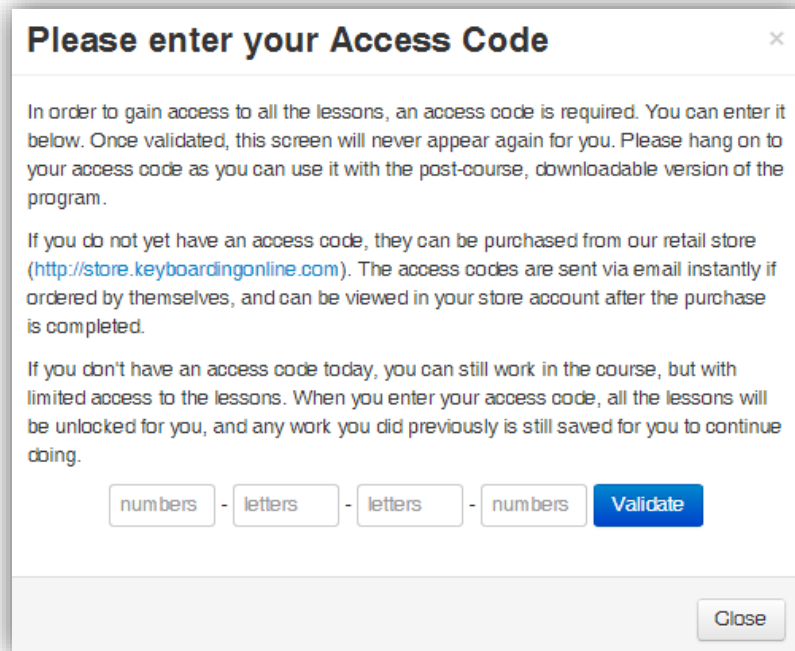 Please enter your Access Code ×
In order to gain access to all the lessons, an access code is required. You can enter it
below. Once validated, this screen will never appear again for you. Please hang on to
your access code as you can use it with the post-course, downloadable version of the
program.
If you do not yet have an access code, they can be purchased from our retail store
(http://store.keyboardingonline.com). The access codes are sent via email instantly if
ordered by themselves, and can be viewed in your store account after the purchase
is completed.
If you don't have an access code today, you can still work in the course, but with
limited access to the lessons. When you enter your access code, all the lessons will
be unlocked for you, and any work you did previously is still saved for you to continue
doing.
numbers - letters - letters - numbers Validate
Close